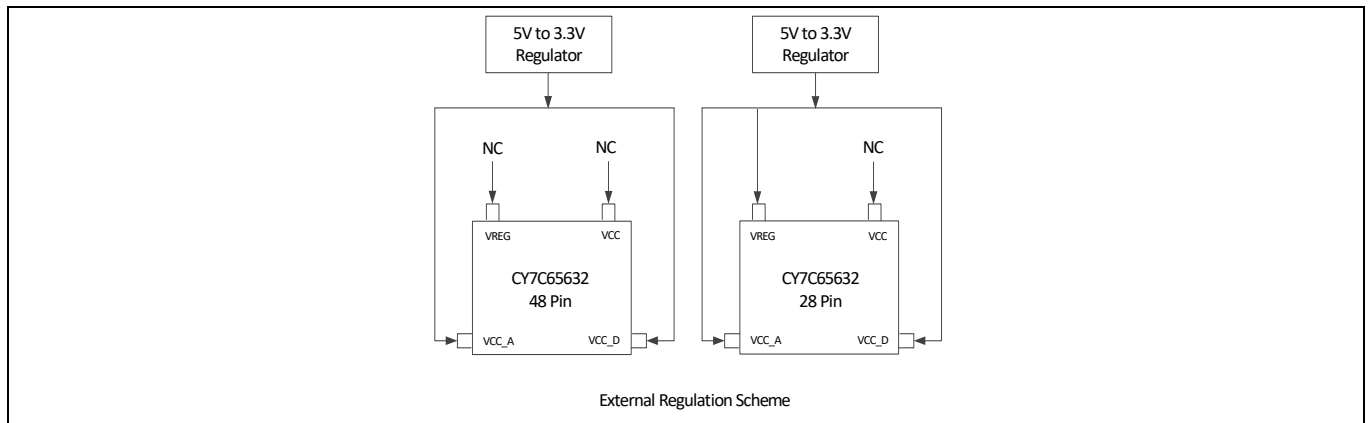 5V to 3.3V
Regulator
5V to 3.3V
Regulator
NC
NC
NC
VREG
VCC
VREG
VCC
CY7C65632
48 Pin
CY7C65632
28 Pin
VCC_A
VCC_D
VCC_A
VCC_D
External Regulation Scheme